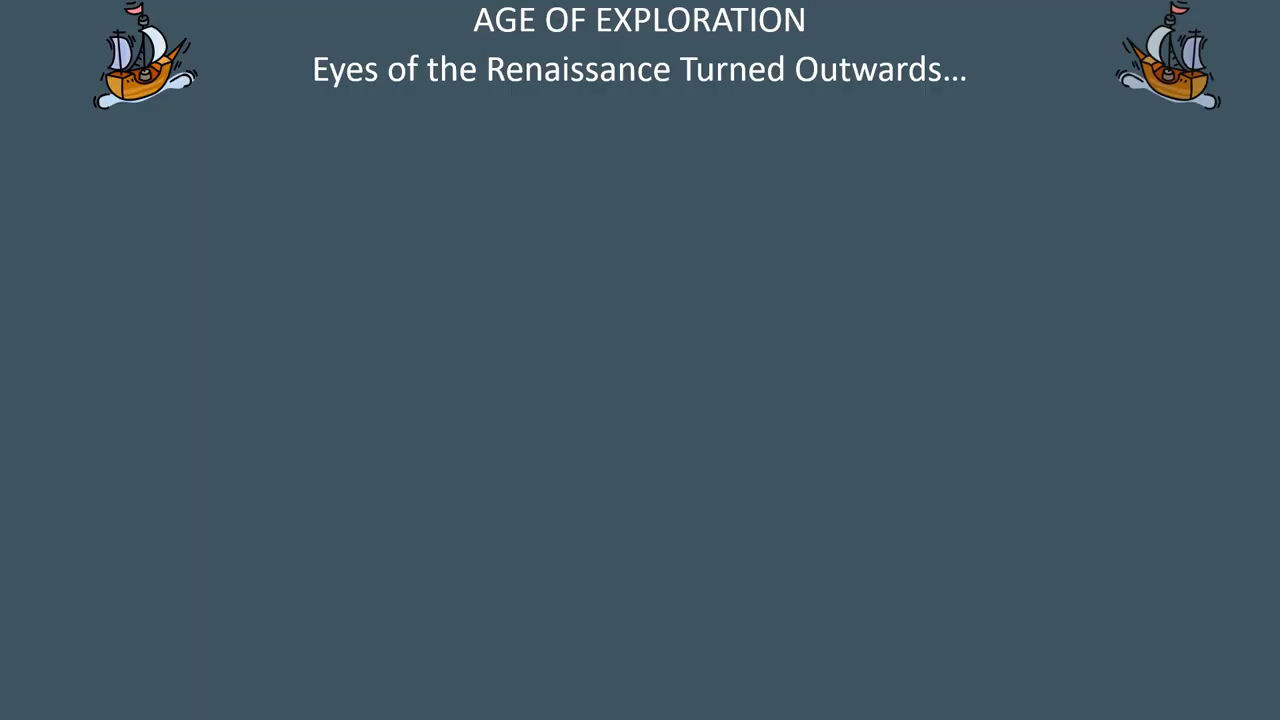 AGE OF EXPLORATION
Eyes of the Renaissance Turned Outwards…